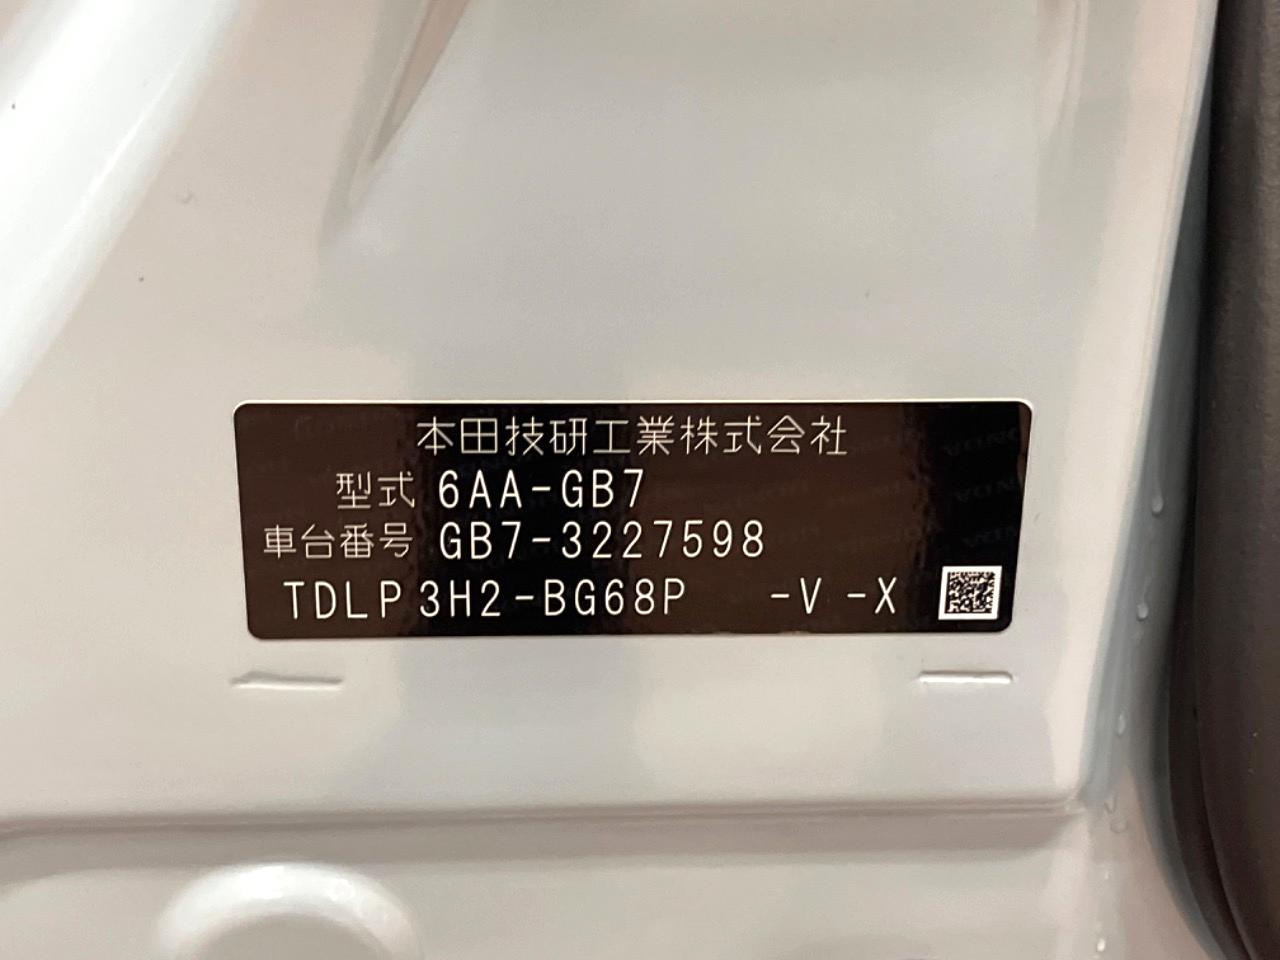 本田技研工業株式会社
型式 6AA-GB7
車台番号 GB7-3227598
TDLP3H2-BG68P -V -X